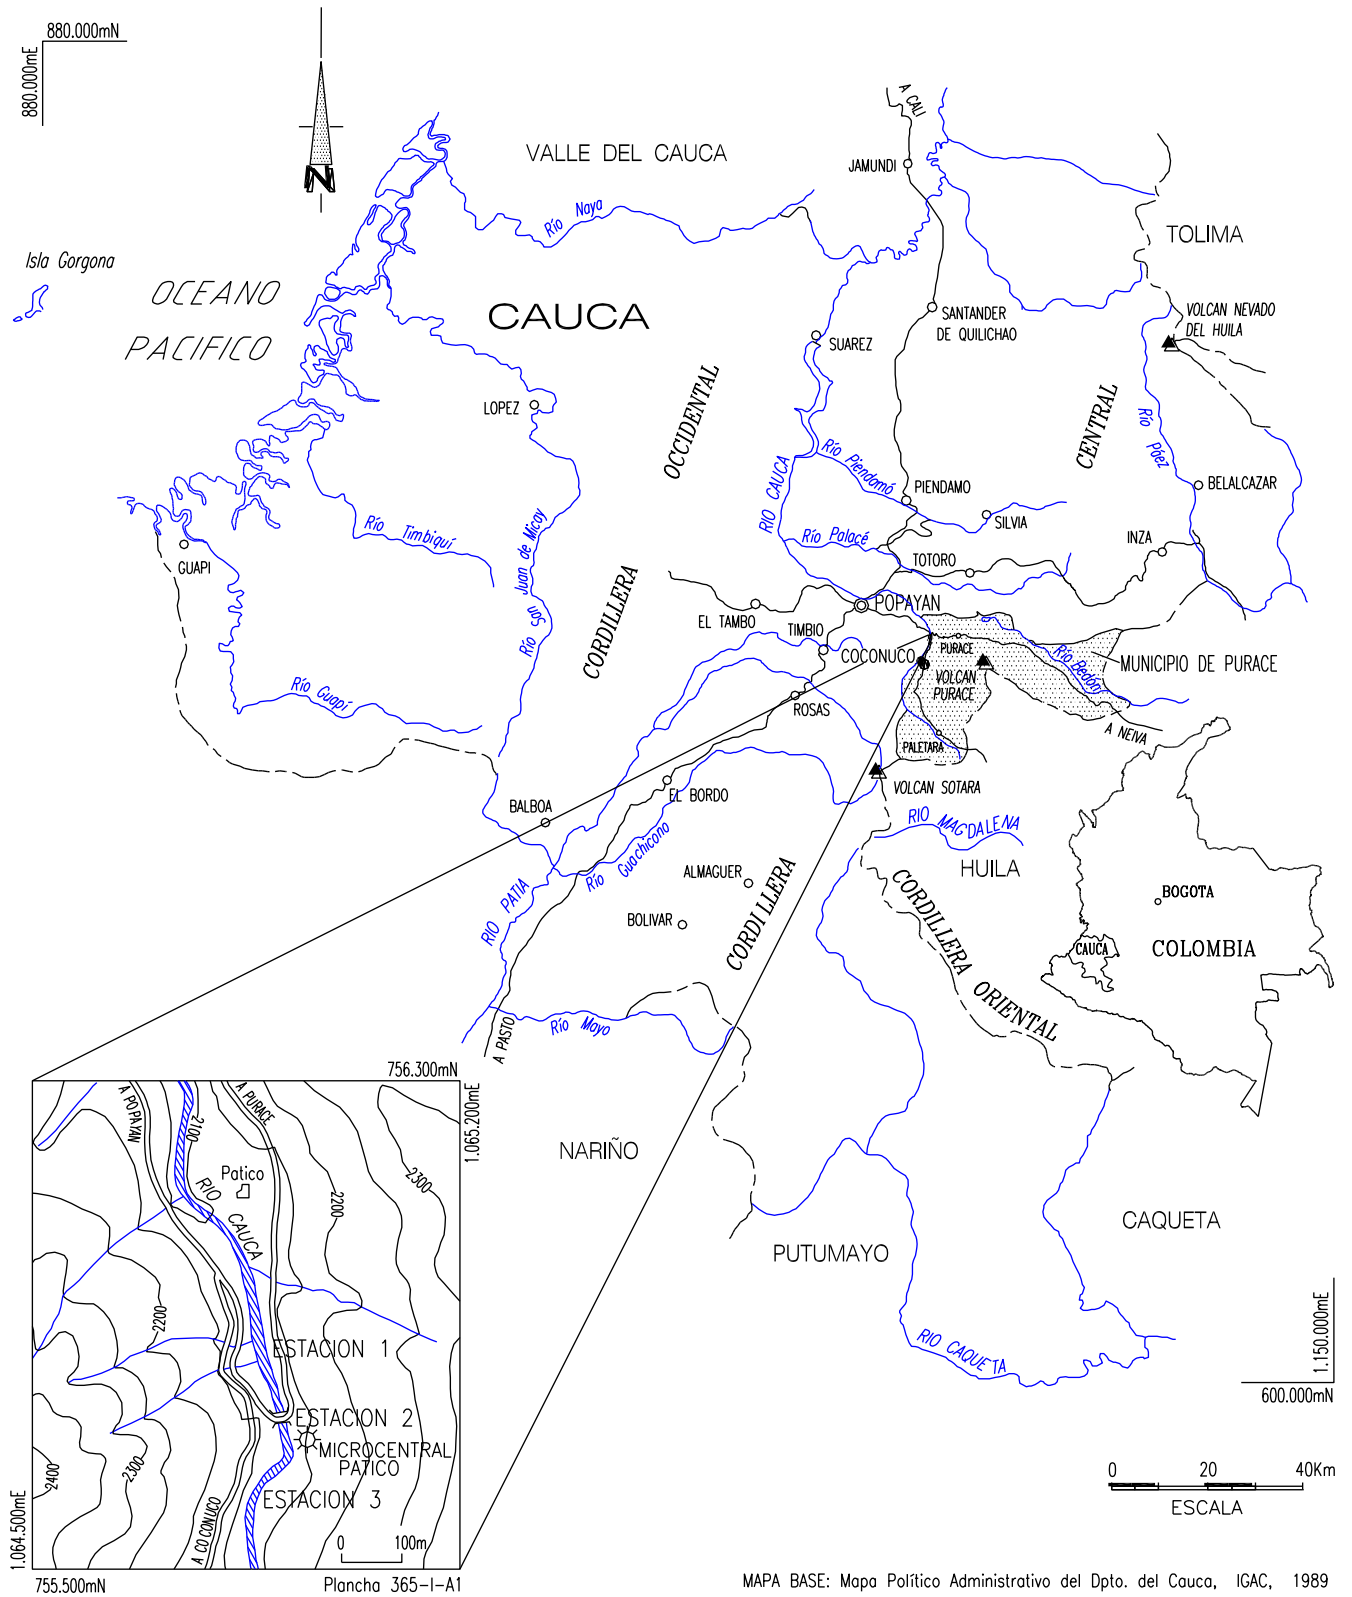 880.000mN
880.000mE
N
A CALI
VALLE DEL CAUCA
JAMUNDI
Río Naya
TOLIMA
Isla Gorgona
OCEANO
PACIFICO
CAUCA
SANTANDER
DE QUILICHAO
VOLCAN NEVADO
DEL HUILA
SUAREZ
LOPEZ
OCCIDENTAL
CENTRAL
Río Páez
RIO CAUCA
Río Piendamó
PIENDAMO
BELALCAZAR
SILVIA
Río Timbiquí
Río San Juan de Micay
Río Palacé
INZA
GUAPI
TOTORO
CORDILLERA
POPAYAN
EL TAMBO
TIMBIO
COCONUCO
PURACE
Río Bedón
MUNICIPIO DE PURACE
VOLCAN
PURACE
Río Guapí
ROSAS
A NEIVA
PALETARA
VOLCAN SOTARA
EL BORDO
BALBOA
RIO MAGDALENA
Río Guachicono
ALMAGUER
HUILA
BOGOTA
RIO PATIA
BOLIVAR
CORDILLERA
CORDILLERA ORIENTAL
CAUCA
COLOMBIA
Río Mayo
A PASTO
756.300mN
1.065.200mE
A POPAYAN
2100
A PURACE
Patico
RIO CAUCA
2200
2300
NARIÑO
CAQUETA
PUTUMAYO
2200
ESTACION 1
RIO CAQUETA
1.150.000mE
600.000mN
ESTACION 2
MICROCENTRAL
PATICO
2400
2300
ESTACION 3
A COCONUCO
0 100m
0 20 40Km
ESCALA
1.064.500mE
755.500mN
Plancha 365-I-A1
MAPA BASE: Mapa Político Administrativo del Dpto. del Cauca, IGAC, 1989